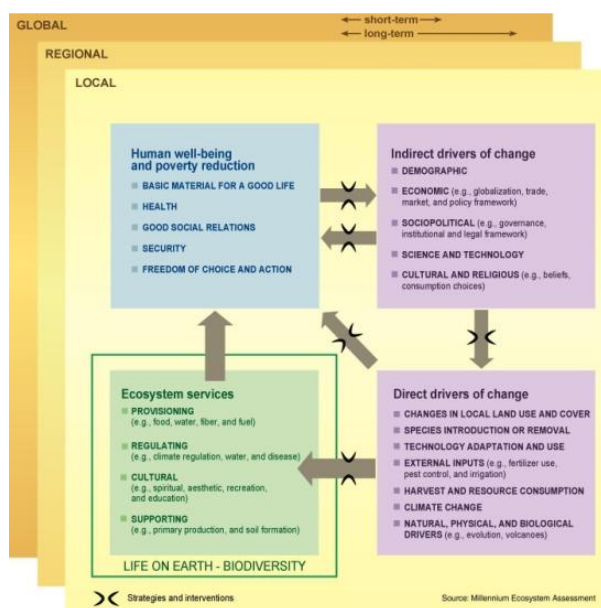 GLOBAL
short-term
long-term
REGIONAL
LOCAL
Human well-being
and poverty reduction
BASIC MATERIAL FOR A GOOD LIFE
HEALTH
GOOD SOCIAL RELATIONS
SECURITY
FREEDOM OF CHOICE AND ACTION
Indirect drivers of change
DEMOGRAPHIC
ECONOMIC (e.g., globalization, trade,
market, and policy framework)
SOCIOPOLITICAL (e.g., governance,
institutional and legal framework)
SCIENCE AND TECHNOLOGY
CULTURAL AND RELIGIOUS (e.g., beliefs,
consumption choices)
Ecosystem services
PROVISIONING
(e.g., food, water, fiber, and fuel)
REGULATING
(e.g., climate regulation, water, and disease)
CULTURAL
(e.g., spiritual, aesthetic, recreation,
and education)
SUPPORTING
(e.g., primary production, and soil formation)
LIFE ON EARTH - BIODIVERSITY
Direct drivers of change
CHANGES IN LOCAL LAND USE AND COVER
SPECIES INTRODUCTION OR REMOVAL
TECHNOLOGY ADAPTATION AND USE
EXTERNAL INPUTS (e.g., fertilizer use,
pest control, and irrigation)
HARVEST AND RESOURCE CONSUMPTION
CLIMATE CHANGE
NATURAL, PHYSICAL, AND BIOLOGICAL
DRIVERS (e.g., evolution, volcanoes)
Strategies and interventions
Source: Millennium Ecosystem Assessment